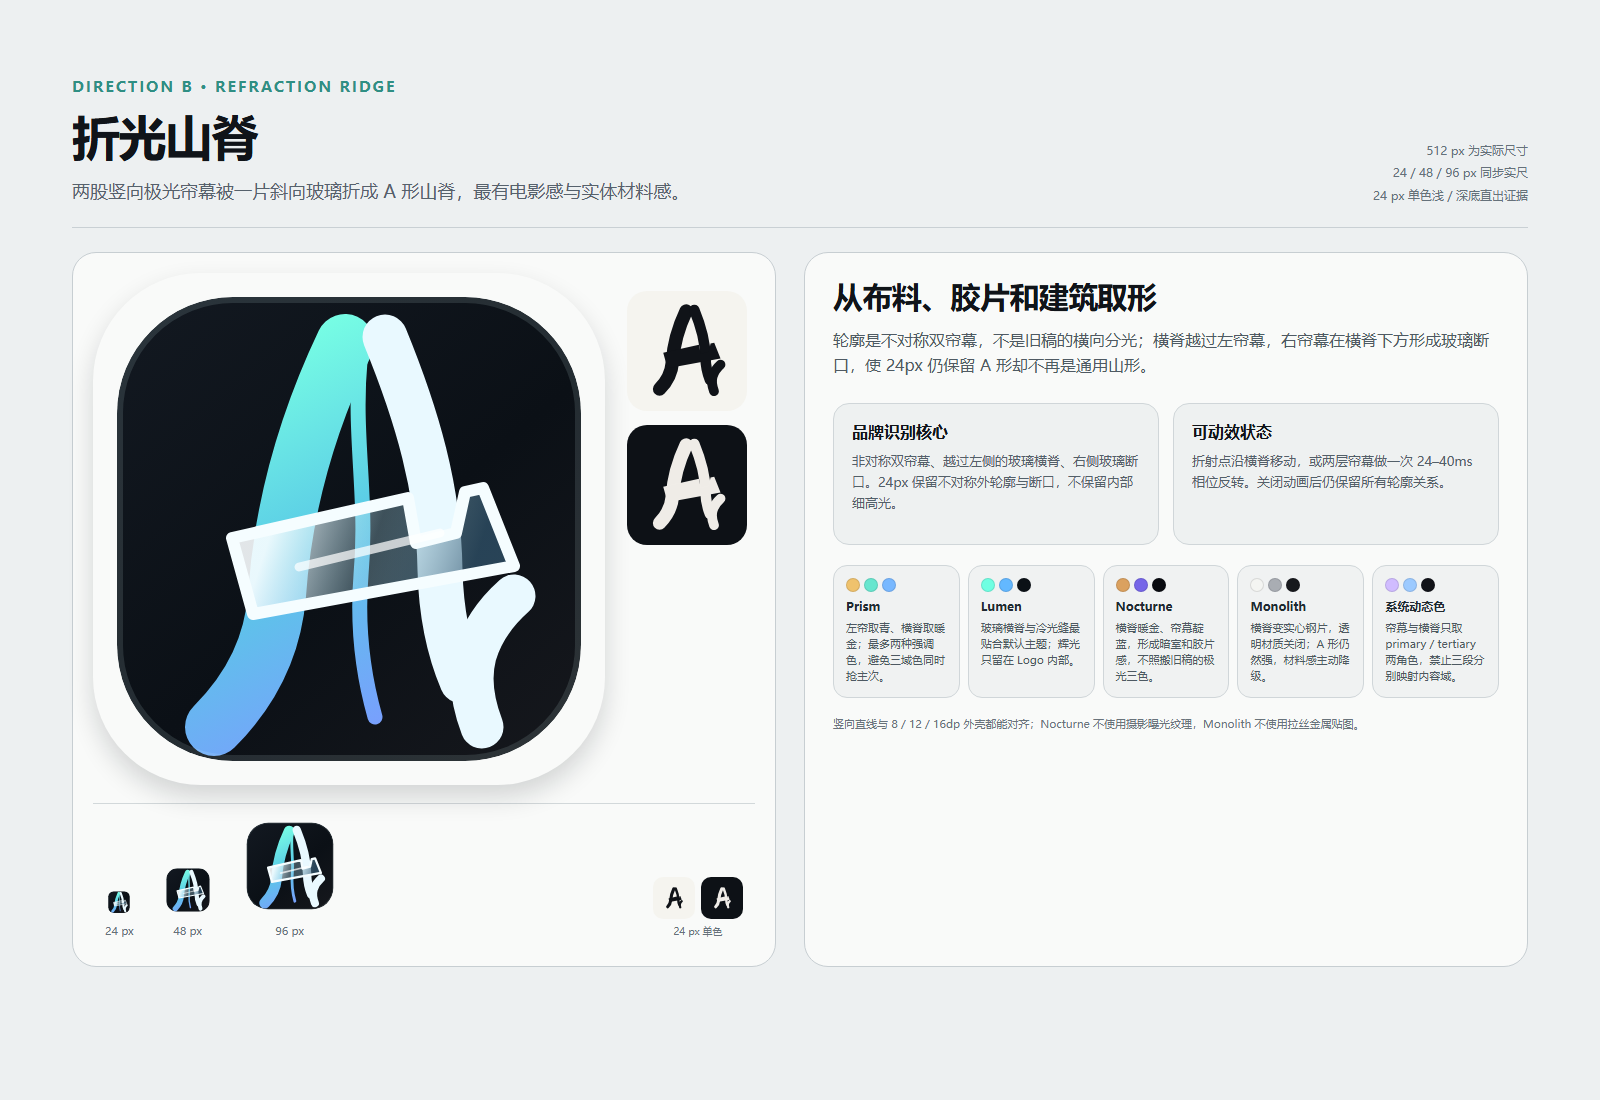 DIRECTION B • REFRACTION RIDGE
折光山脊
两股竖向极光帘幕被一片斜向玻璃折成 A 形山脊，最有电影感与实体材料感。
512 px 为实际尺寸
24 / 48 / 96 px 同步实尺
24 px 单色浅 / 深底直出证据
24 px
48 px
96 px
24 px 单色
从布料、胶片和建筑取形
轮廓是不对称双帘幕，不是旧稿的横向分光；横脊越过左帘幕，右帘幕在横脊下方形成玻璃断
口，使 24px 仍保留 A 形却不再是通用山形。
品牌识别核心
非对称双帘幕、越过左侧的玻璃横脊、右侧玻璃断
口。24px 保留不对称外轮廓与断口，不保留内部
细高光。
可动效状态
折射点沿横脊移动，或两层帘幕做一次 24–40ms
相位反转。关闭动画后仍保留所有轮廓关系。
Prism
左帘取青、横脊取暖
金；最多两种强调
色，避免三域色同时
抢主次。
Lumen
玻璃横脊与冷光缝最
贴合默认主题；辉光
只留在 Logo 内部。
Nocturne
横脊暖金、帘幕靛
蓝，形成暗室和胶片
感，不照搬旧稿的极
光三色。
Monolith
横脊变实心钢片，透
明材质关闭；A 形仍
然强，材料感主动降
级。
系统动态色
帘幕与横脊只取
primary / tertiary
两角色，禁止三段分
别映射内容域。
竖向直线与 8 / 12 / 16dp 外壳都能对齐；Nocturne 不使用摄影曝光纹理，Monolith 不使用拉丝金属贴图。